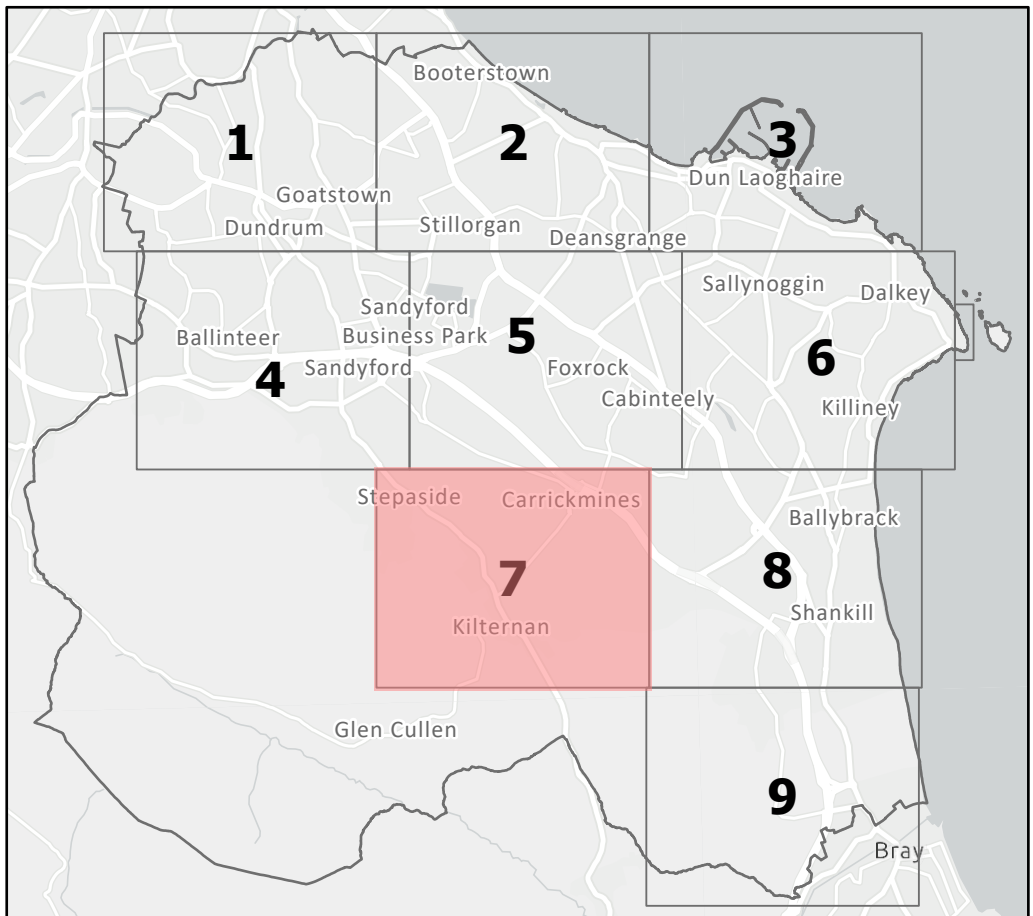 Booterstown
1
2
3
Dun Laoghaire
Goatstown
Dundrum
Stillorgan
Deansgrange
Sallynoggin
Dalkey
Sandyford
Business Park
Ballinteer
5
6
Sandyford
4
Foxrock
Cabinteely
Killiney
Stepaside
Carrickmines
Ballybrack
7
8
Shankill
Kilternan
Glen Cullen
9
Bray